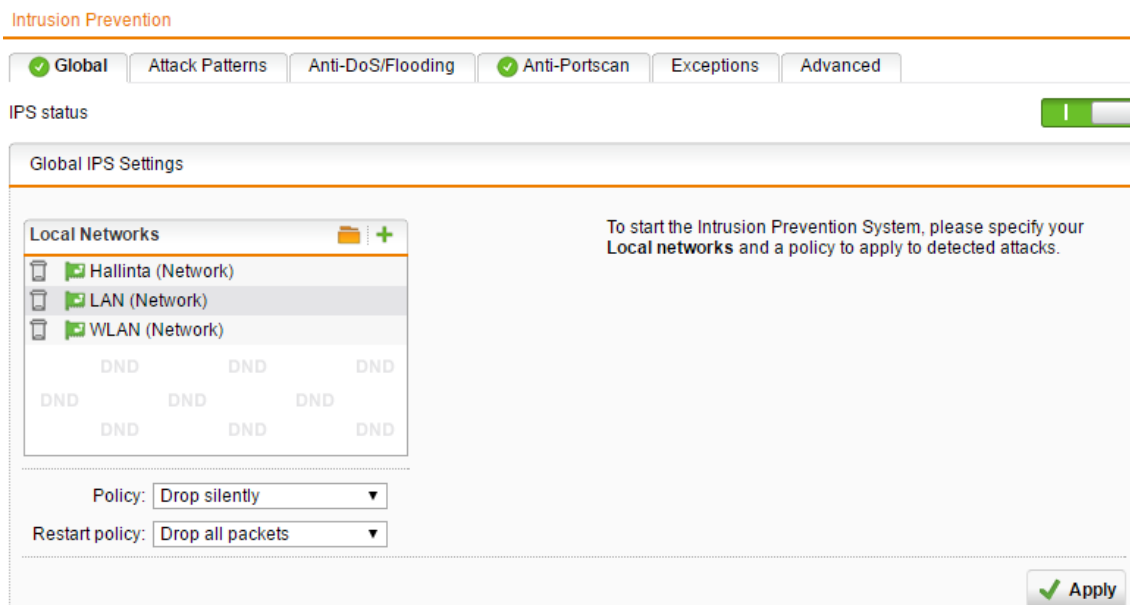 Intrusion Prevention
Global Attack Patterns Anti-DoS/Flooding Anti-Portscan Exceptions Advanced
IPS status
Global IPS Settings
Local Networks
Hallinta (Network)
LAN (Network)
WLAN (Network)
DND DND DND
DND DND DND
DND DND DND
To start the Intrusion Prevention System, please specify your
Local networks and a policy to apply to detected attacks.
Policy: Drop silently
Restart policy: Drop all packets
Apply